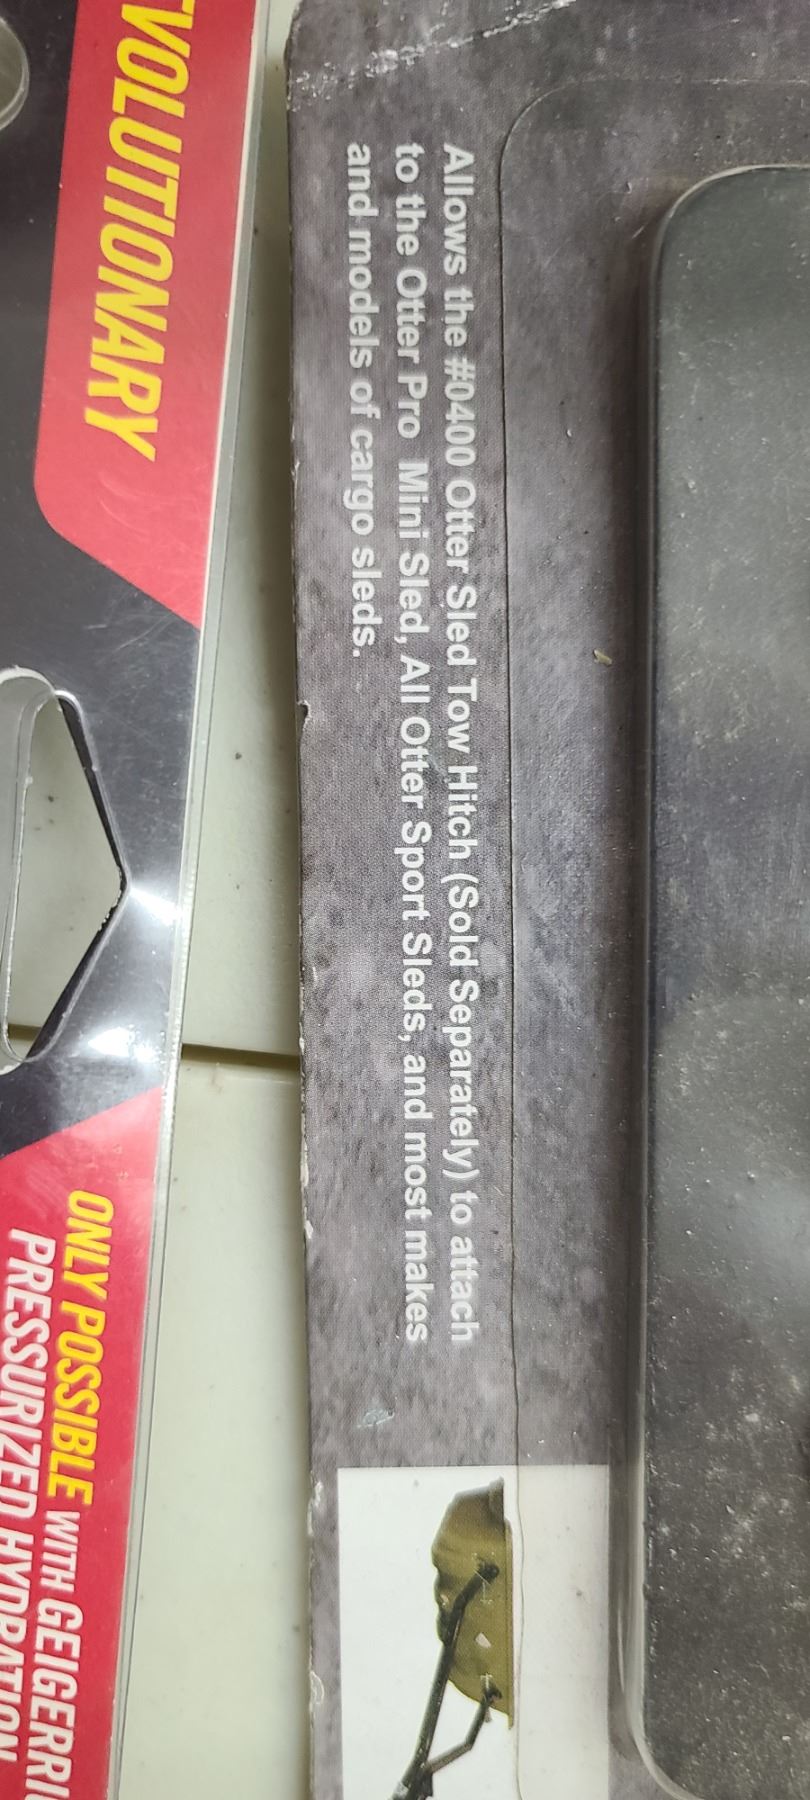 Allows the #0400 Otter Sled Tow Hitch (Sold Separately) to attach
to the Otter Pro Mini Sled, All Otter Sport Sleds, and most makes
and models of cargo sleds.
ONLY POSSIBLE WITH
PRESSURIZED HYDRATION